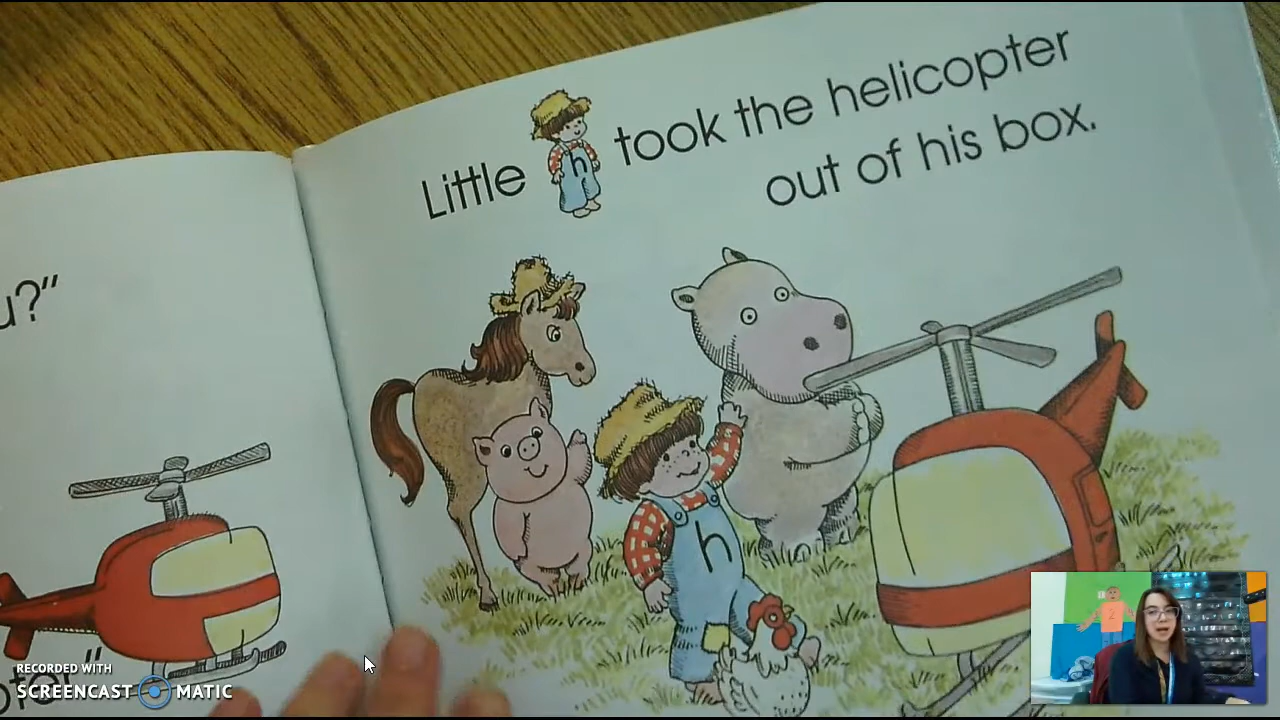 u?"
Little h took the helicopter
out of his box.
h
RECORDED WITH
SCREENCAST MATIC